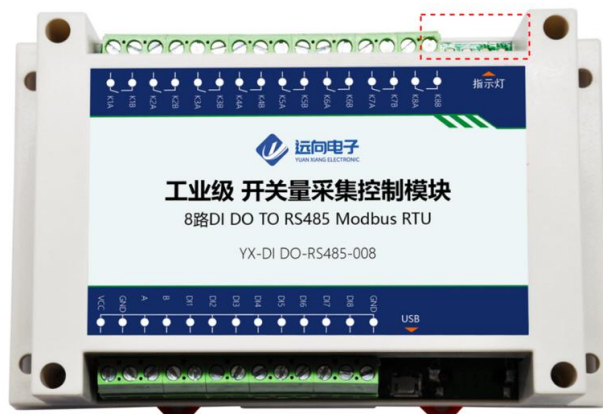 K1A K1B K2A K2B K3A K3B K4A K4B K5A K5B K6A K6B K7A K7B K8A K8B
指示灯
远向电子
YUAN XIANG ELECTRONIC
工业级 开关量采集控制模块
8路DI DO TO RS485 Modbus RTU
YX-DI DO-RS485-008
VCC GND A B DI1 DI2 DI3 DI4 DI5 DI6 DI7 DI8 GND
USB